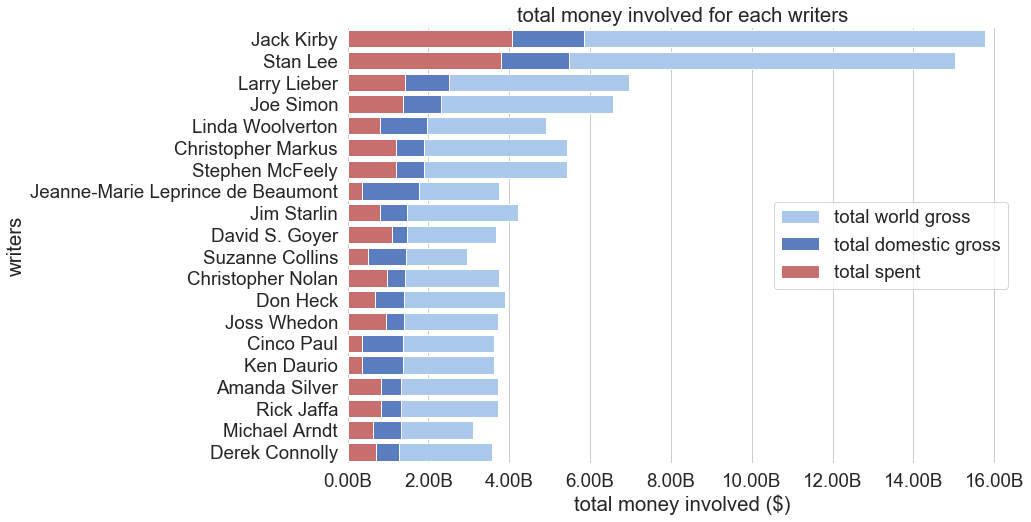 total money involved for each writers
Jack Kirby
Stan Lee
Larry Lieber
Joe Simon
Linda Woolverton
Christopher Markus
Stephen McFeely
Jeanne-Marie Leprince de Beaumont
Jim Starlin
David S. Goyer
Suzanne Collins
Christopher Nolan
Don Heck
Joss Whedon
Cinco Paul
Ken Daurio
Amanda Silver
Rick Jaffa
Michael Arndt
Derek Connolly
writers
total world gross
total domestic gross
total spent
0.00B 2.00B 4.00B 6.00B 8.00B 10.00B 12.00B 14.00B 16.00B
total money involved ($)